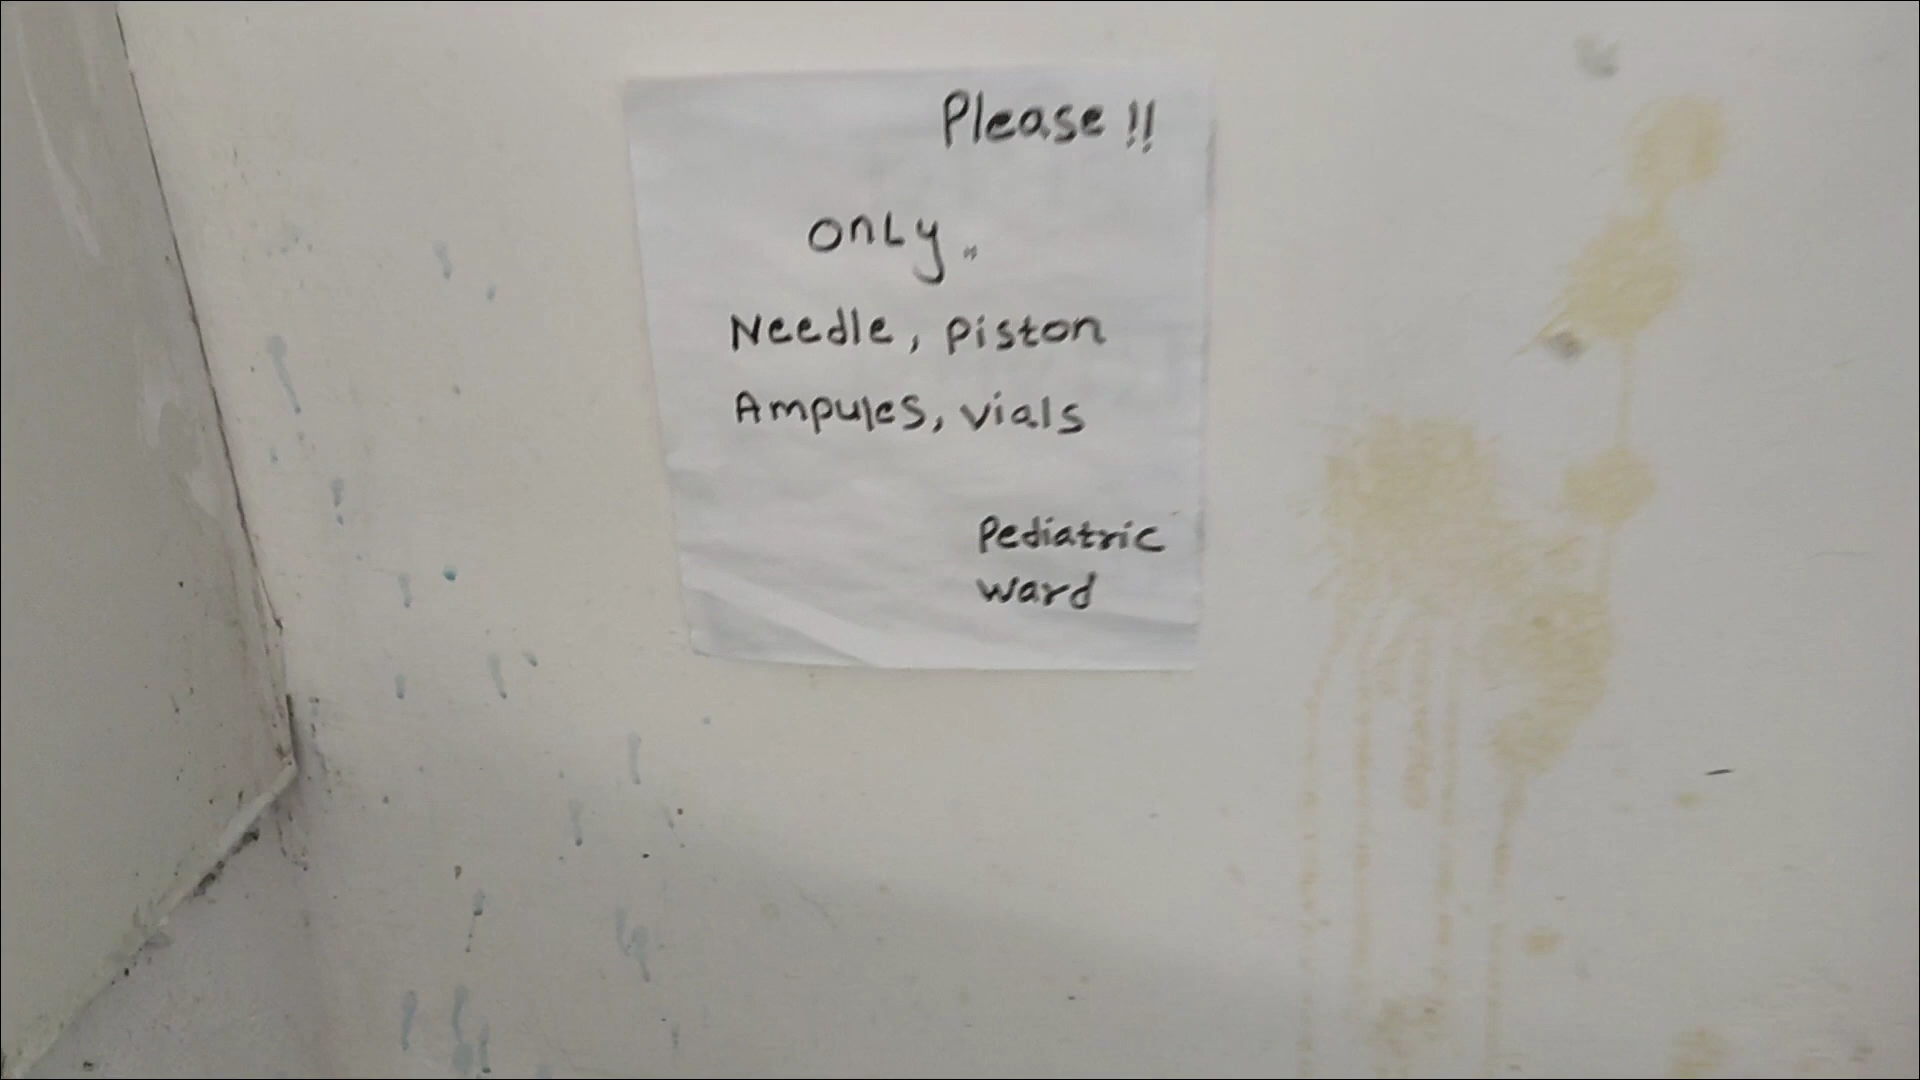 Please !!
only..
Needle, piston
Ampules, vials
Pediatric
ward